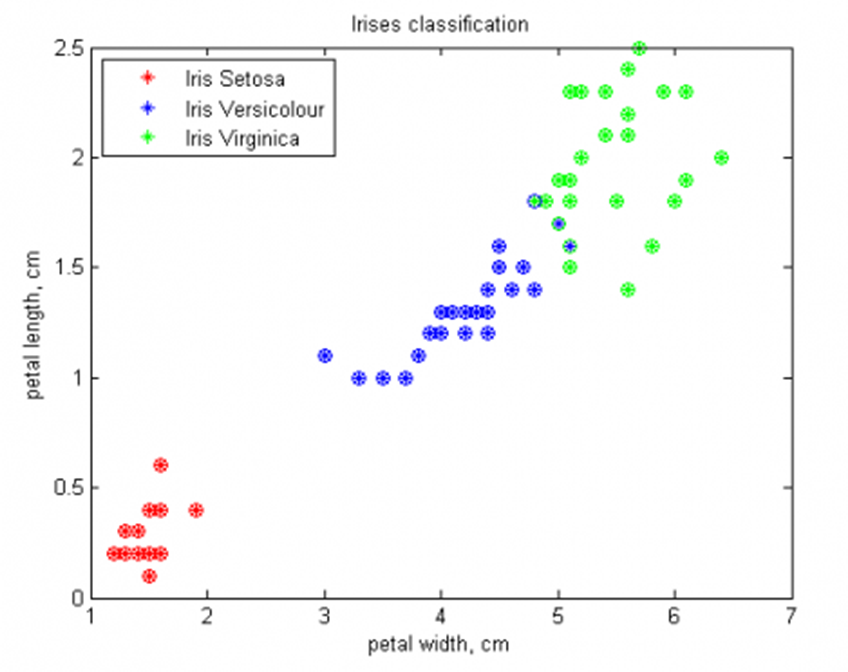 Irises classification
2.5
Iris Setosa
Iris Versicolour
Iris Virginica
2
1.5
1
0.5
0
petal length, cm
1 2 3 4 5 6 7
petal width, cm